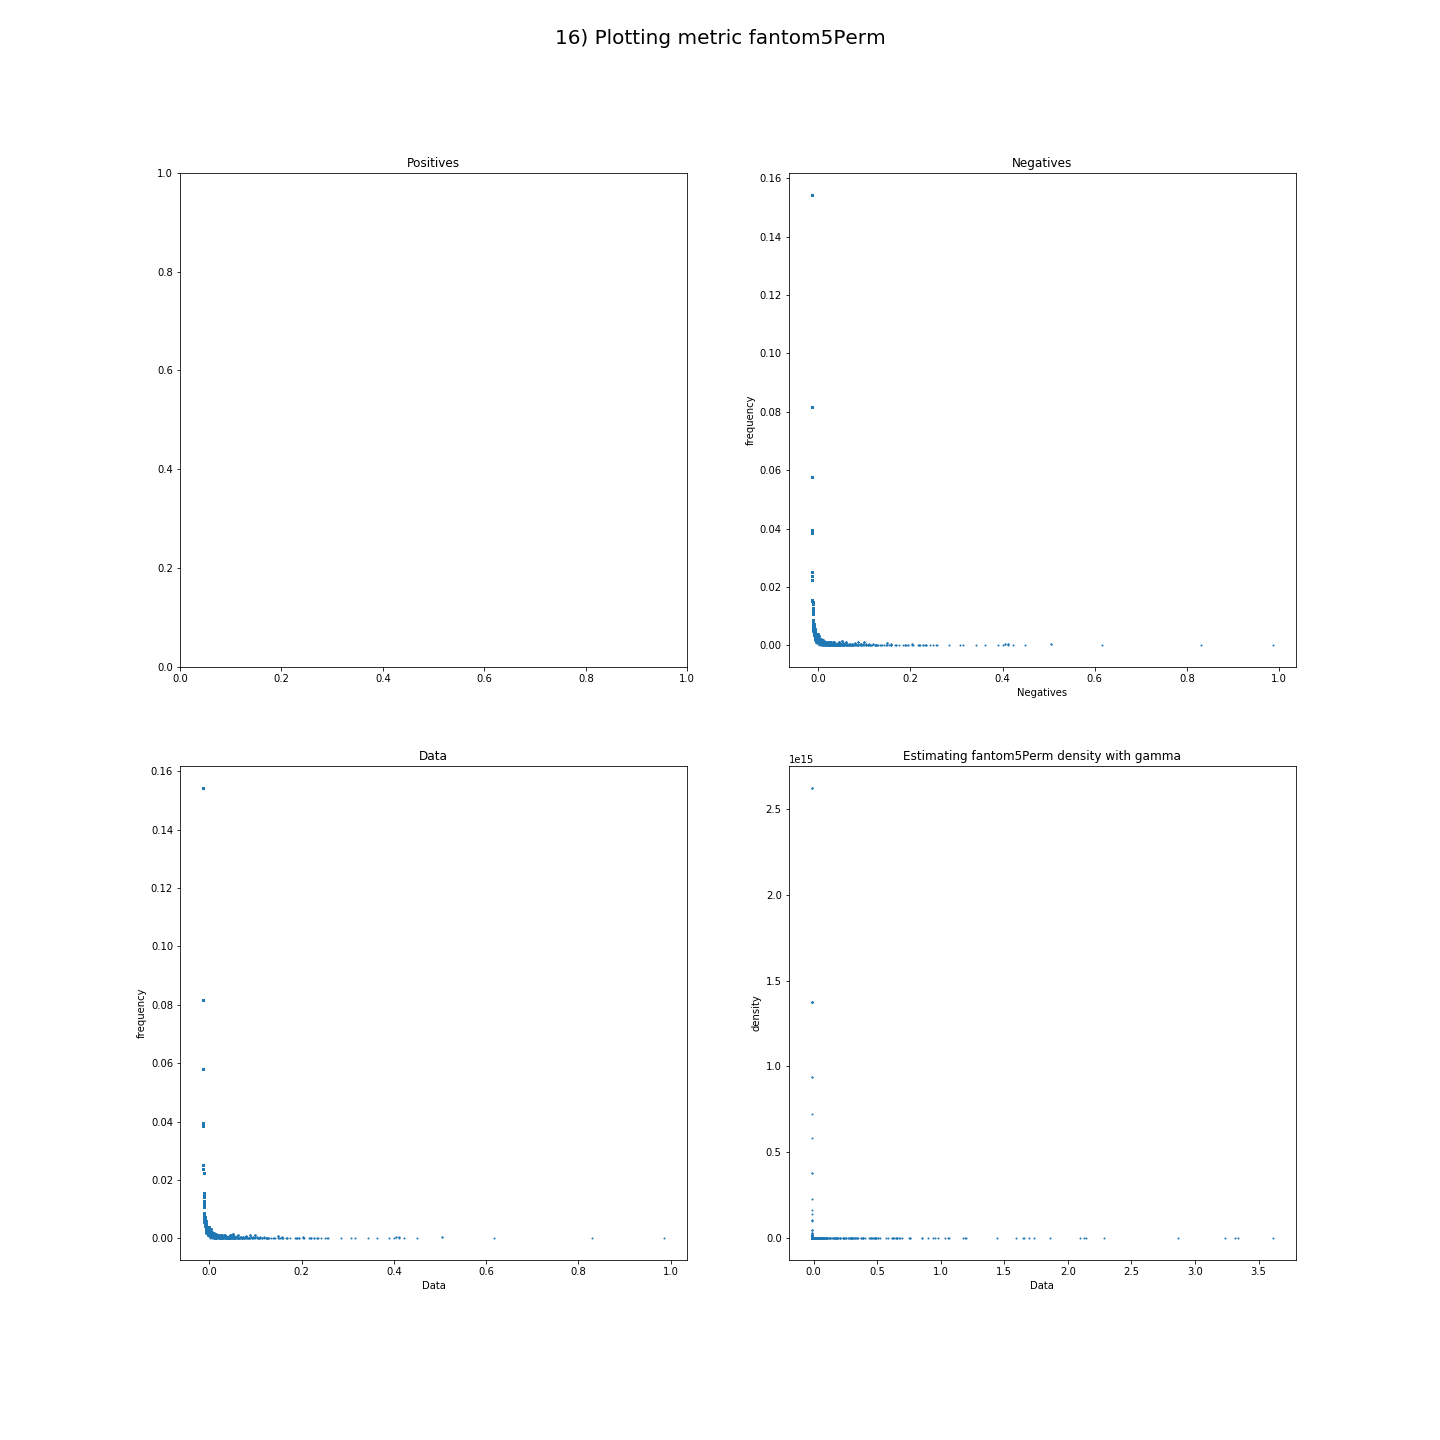 16) Plotting metric fantom5Perm
Positives
1.0
0.8
0.6
0.4
0.2
0.0
0.0 0.2 0.4 0.6 0.8 1.0
Negatives
0.16
0.14
0.12
0.10
0.08
0.06
0.04
0.02
0.00
frequency
0.0 0.2 0.4 0.6 0.8 1.0
Negatives
Data
0.16
0.14
0.12
0.10
0.08
0.06
0.04
0.02
0.00
frequency
0.0 0.2 0.4 0.6 0.8 1.0
Data
Estimating fantom5Perm density with gamma
1e15
2.5
2.0
1.5
1.0
0.5
0.0
density
0.0 0.5 1.0 1.5 2.0 2.5 3.0 3.5
Data